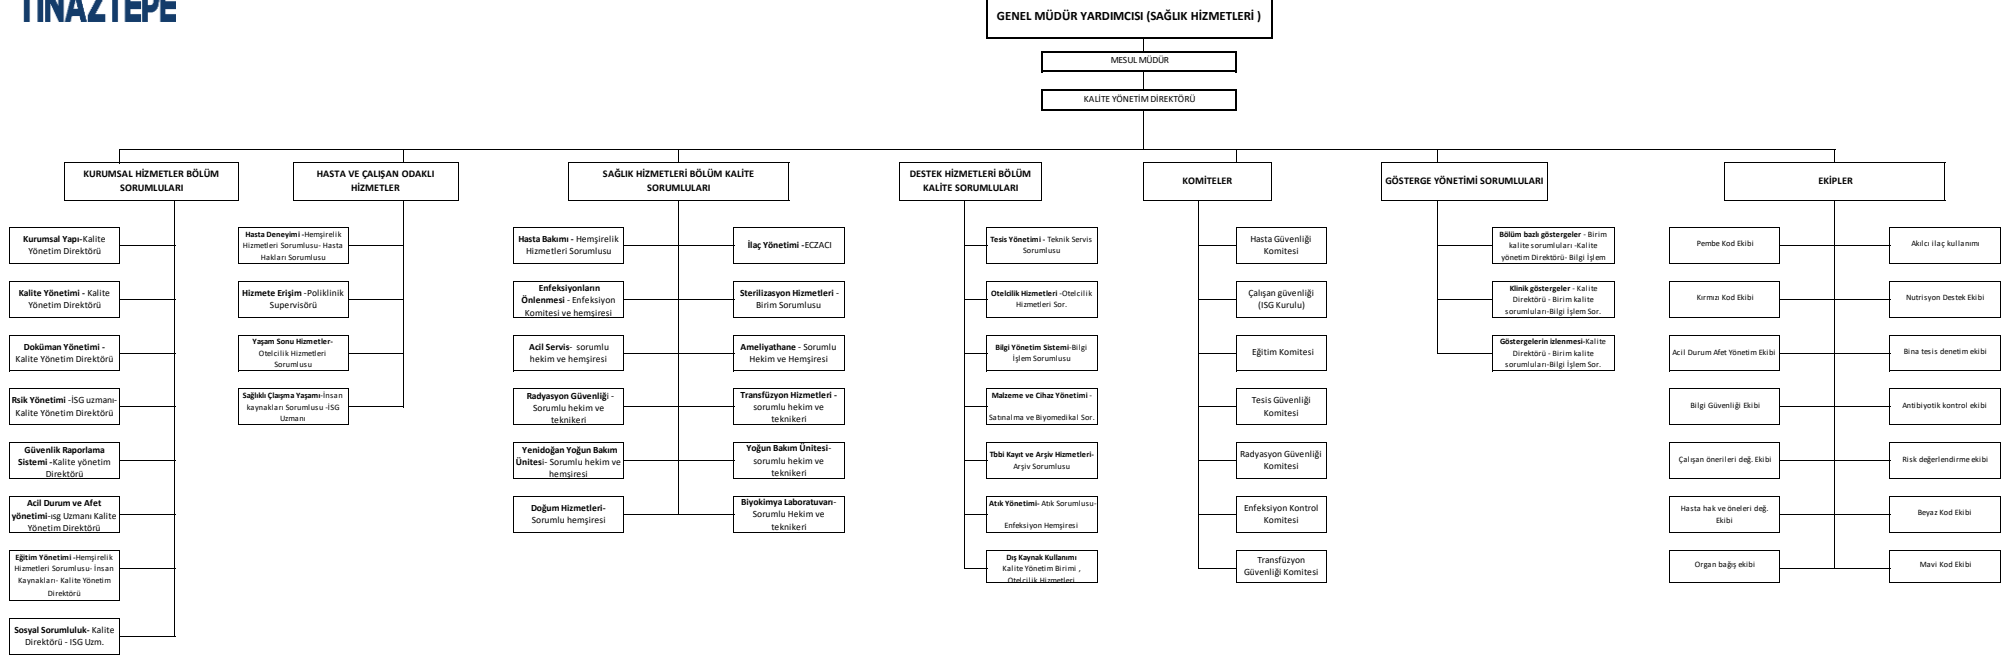 TINAZTEPE
GENEL MÜDÜR YARDIMCISI (SAĞLIK HİZMETLERİ )
MESUL MÜDÜR
KALİTE YÖNETİM DİREKTÖRÜ
KURUMSAL HİZMETLER BÖLÜM
SORUMLULARI
Kurumsal Yapı-Kalite
Yönetim Direktörü
Kalite Yönetimi - Kalite
Yönetim Direktörü
Doküman Yönetimi -
Kalite Yönetim Direktörü
Rsik Yönetimi -İSG uzmanı-
Kalite Yönetim Direktörü
Güvenlik Raporlama
Sistemi -Kalite yönetim
Direktörü
Acil Durum ve Afet
yönetimi-ısg Uzmanı Kalite
Yönetim Direktörü
Eğitim Yönetimi -Hemşirelik
Hizmetleri Sorumlusu- İnsan
Kaynakları- Kalite Yönetim
Direktörü
Sosyal Sorumluluk- Kalite
Direktörü - ISG Uzm.
HASTA VE ÇALIŞAN ODAKLI
HİZMETLER
Hasta Deneyimi -Hemşirelik
Hizmetleri Sorumlusu- Hasta
Hakları Sorumlusu
Hizmete Erişim -Poliklinik
Supervisörü
Yaşam Sonu Hizmetler-
Otelcilik Hizmetleri
Sorumlusu
Sağlıklı Çlaışma Yaşamı-İnsan
kaynakları Sorumlusu -İSG
Uzmanı
SAĞLIK HİZMETLERİ BÖLÜM KALİTE
SORUMLULARI
Hasta Bakımı - Hemşirelik
Hizmetleri Sorumlusu
Enfeksiyonların
Önlenmesi - Enfeksiyon
Komitesi ve hemşiresi
Acil Servis- sorumlu
hekim ve hemşiresi
Radyasyon Güvenliği -
Sorumlu hekim ve
teknikeri
Yenidoğan Yoğun Bakım
Ünitesi- Sorumlu hekim ve
hemşiresi
Doğum Hizmetleri-
Sorumlu hemşiresi
İlaç Yönetimi -ECZACI
Sterilizasyon Hizmetleri -
Birim Sorumlusu
Ameliyathane - Sorumlu
Hekim ve Hemşiresi
Transfüzyon Hizmetleri -
sorumlu hekim ve
teknikeri
Yoğun Bakım Ünitesi-
sorumlu hekim ve
teknikeri
Biyokimya Laboratuvarı-
Sorumlu Hekim ve
teknikeri
DESTEK HİZMETLERİ BÖLÜM
KALİTE SORUMLULARI
Tesis Yönetimi - Teknik Servis
Sorumlusu
Otelcilik Hizmetleri -Otelcilik
Hizmetleri Sor.
Bilgi Yönetim Sistemi-Bilgi
İşlem Sorumlusu
Malzeme ve Cihaz Yönetimi -
Satınalma ve Biyomedikal Sor.
Tbbi Kayıt ve Arşiv Hizmetleri-
Arşiv Sorumlusu
Atık Yönetimi- Atık Sorumlusu-
Enfeksiyon Hemşiresi
Dış Kaynak Kullanımı
Kalite Yönetim Birimi ,
Otelcilik Hizmetleri
KOMİTELER
Hasta Güvenliği
Komitesi
Çalışan güvenliği
(ISG Kurulu)
Eğitim Komitesi
Tesis Güvenliği
Komitesi
Radyasyon Güvenliği
Komitesi
Enfeksiyon Kontrol
Komitesi
Transfüzyon
Güvenliği Komitesi
GÖSTERGE YÖNETİMİ SORUMLULARI
Bölüm bazlı göstergeler - Birim
kalite sorumluları -Kalite
yönetim Direktörü- Bilgi İşlem
Klinik göstergeler - Kalite
Direktörü - Birim kalite
sorumluları-Bilgi İşlem Sor.
Göstergelerin izlenmesi-Kalite
Direktörü - Birim kalite
sorumluları-Bilgi İşlem Sor.
EKİPLER
Pembe Kod Ekibi
Kırmızı Kod Ekibi
Acil Durum Afet Yönetim Ekibi
Bilgi Güvenliği Ekibi
Çalışan önerileri değ. Ekibi
Hasta hak ve öneleri değ.
Ekibi
Organ bağış ekibi
Akılcı ilaç kullanımı
Nutrisyon Destek Ekibi
Bina tesis denetim ekibi
Antibiyotik kontrol ekibi
Risk değerlendirme ekibi
Beyaz Kod Ekibi
Mavi Kod Ekibi